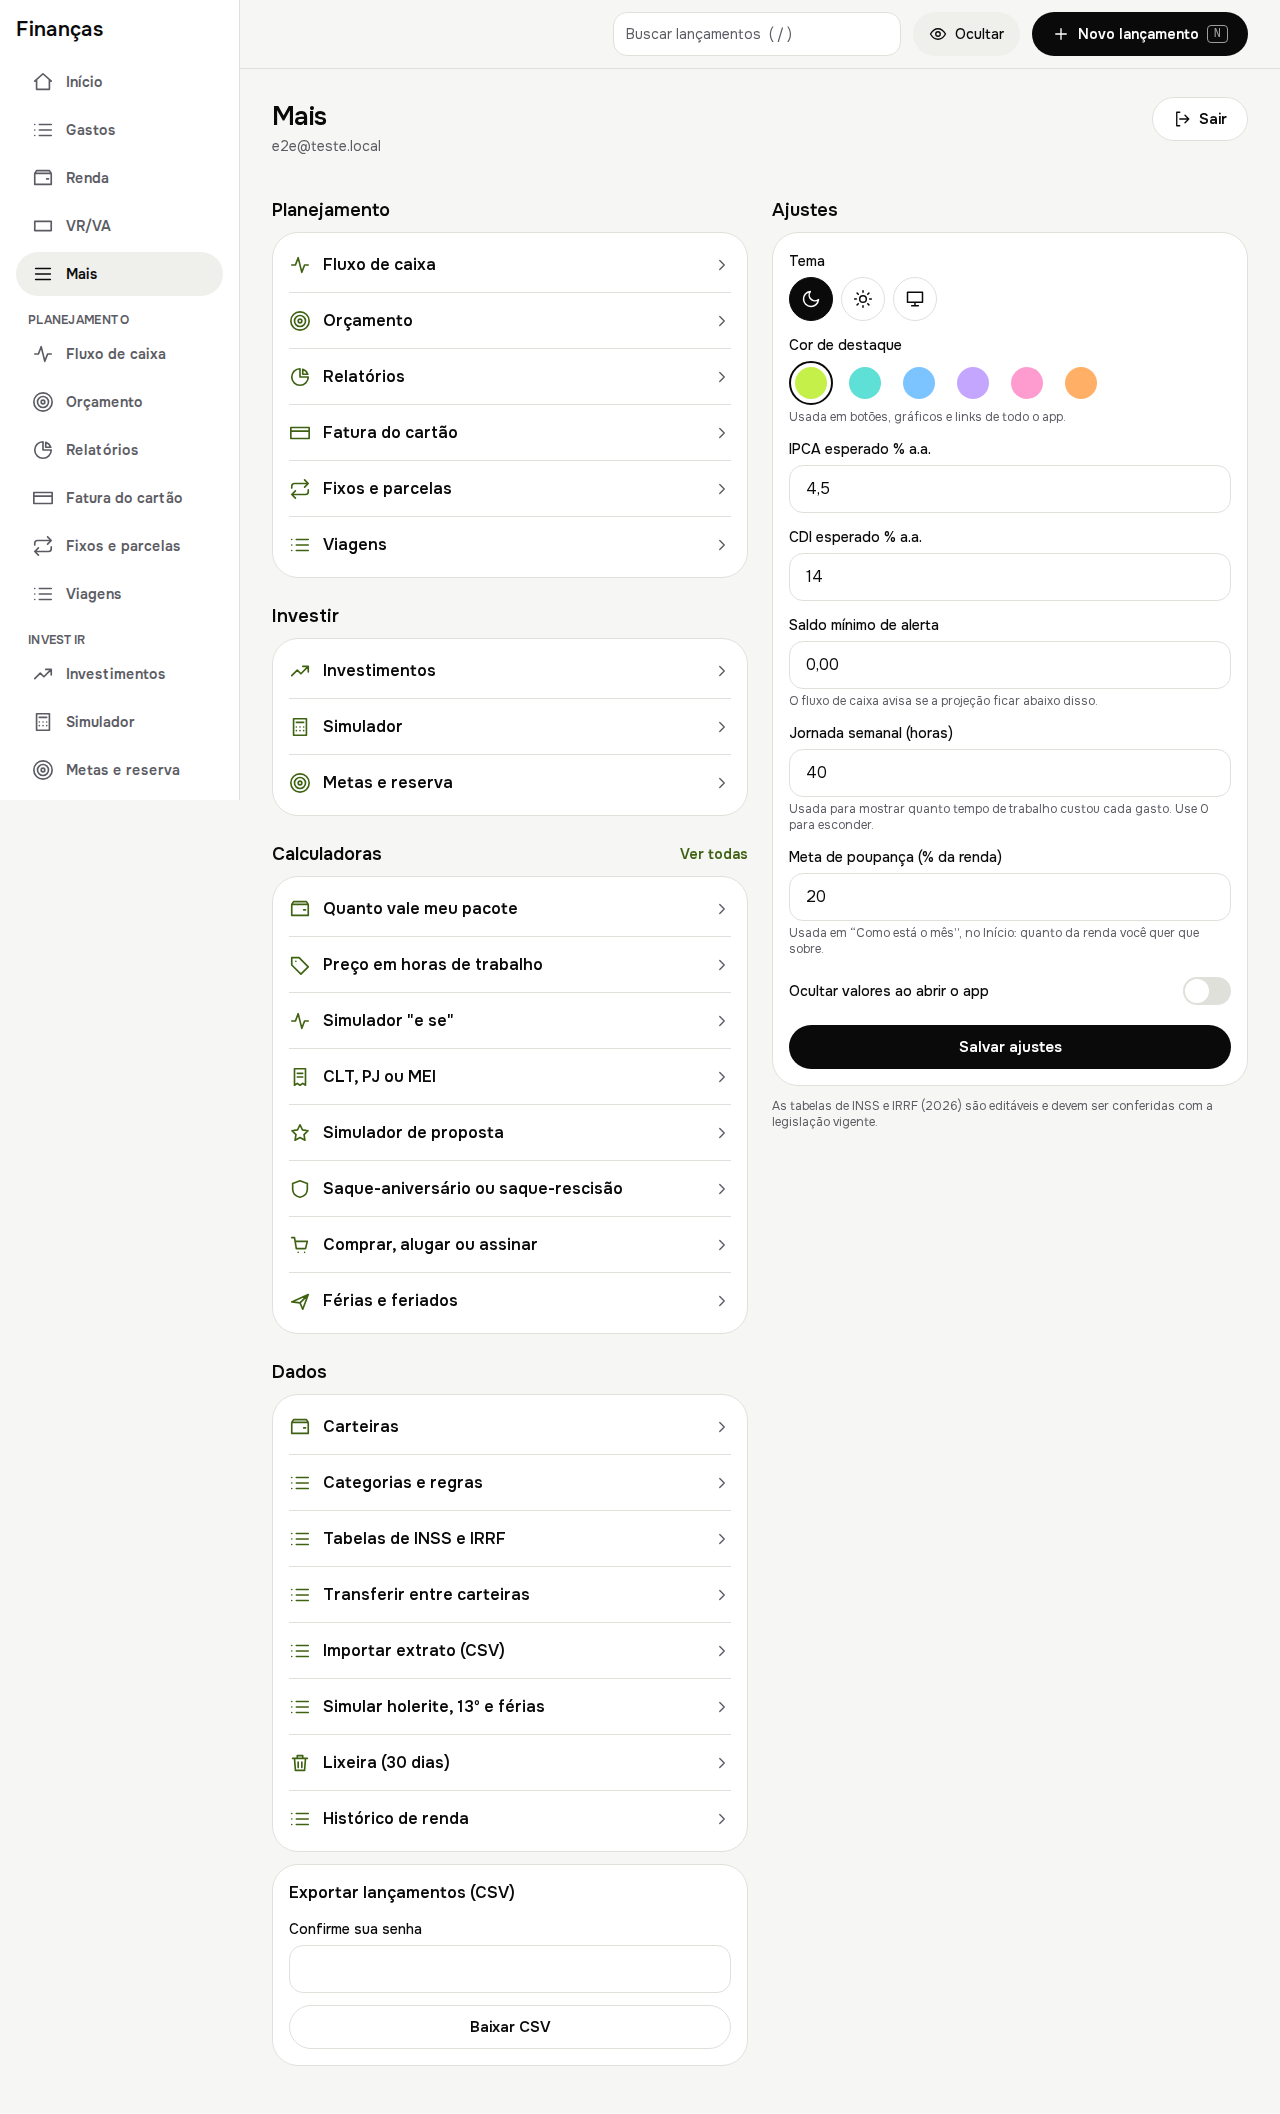 Finanças
Início
Gastos
Renda
VR/VA
Mais
PLANEJAMENTO
Fluxo de caixa
Orçamento
Relatórios
Fatura do cartão
Fixos e parcelas
Viagens
INVESTIR
Investimentos
Simulador
Metas e reserva
Buscar lançamentos ( / )
Ocultar
Novo lançamento N
Mais
e2e@teste.local
Sair
Planejamento
Fluxo de caixa
Orçamento
Relatórios
Fatura do cartão
Fixos e parcelas
Viagens
Investir
Investimentos
Simulador
Metas e reserva
Calculadoras
Ver todas
Quanto vale meu pacote
Preço em horas de trabalho
Simulador "e se"
CLT, PJ ou MEI
Simulador de proposta
Saque-aniversário ou saque-rescisão
Comprar, alugar ou assinar
Férias e feriados
Dados
Carteiras
Categorias e regras
Tabelas de INSS e IRRF
Transferir entre carteiras
Importar extrato (CSV)
Simular holerite, 13º e férias
Lixeira (30 dias)
Histórico de renda
Exportar lançamentos (CSV)
Confirme sua senha
Baixar CSV
Ajustes
Tema
Cor de destaque
Usada em botões, gráficos e links de todo o app.
IPCA esperado % a.a.
4,5
CDI esperado % a.a.
14
Saldo mínimo de alerta
0,00
O fluxo de caixa avisa se a projeção ficar abaixo disso.
Jornada semanal (horas)
40
Usada para mostrar quanto tempo de trabalho custou cada gasto. Use 0
para esconder.
Meta de poupança (% da renda)
20
Usada em “Como está o mês”, no Início: quanto da renda você quer que
sobre.
Ocultar valores ao abrir o app
Salvar ajustes
As tabelas de INSS e IRRF (2026) são editáveis e devem ser conferidas com a
legislação vigente.